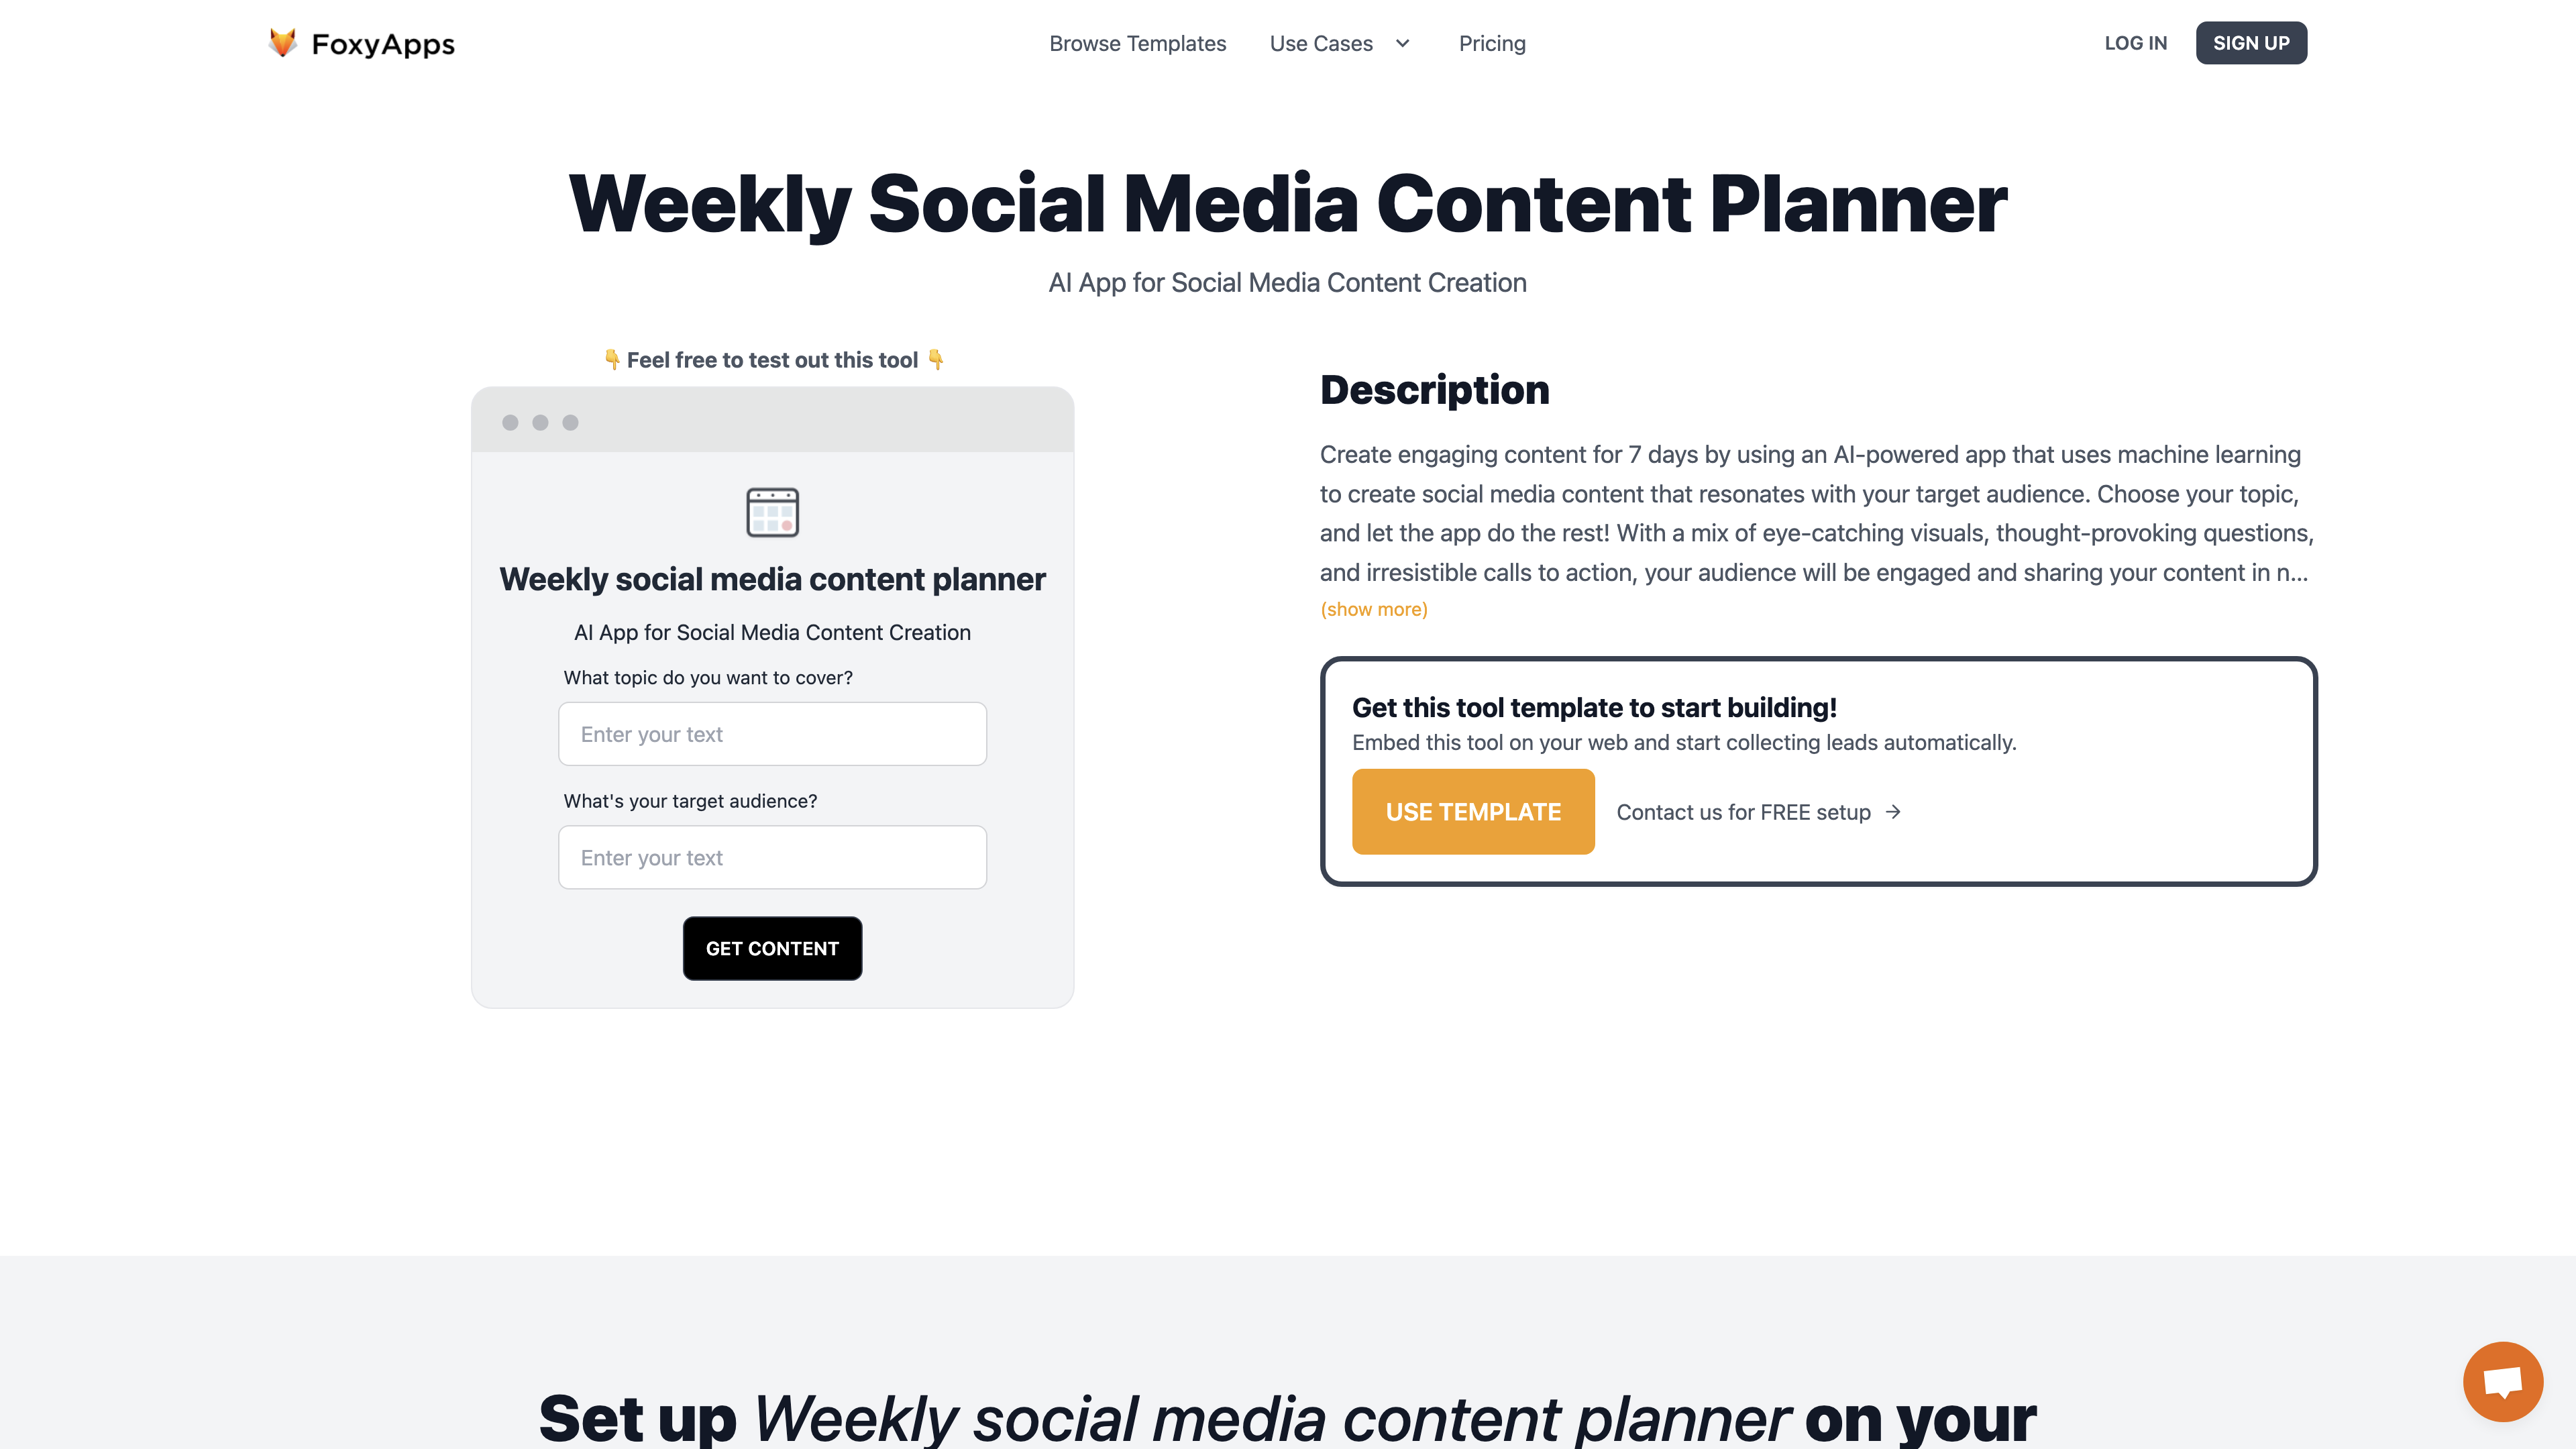 FoxyApps
Browse Templates
Use Cases
Pricing
LOG IN
SIGN UP
Weekly Social Media Content Planner
AI App for Social Media Content Creation
👇 Feel free to test out this tool 👇
Weekly social media content planner
AI App for Social Media Content Creation
What topic do you want to cover?
Enter your text
What's your target audience?
Enter your text
GET CONTENT
Description
Create engaging content for 7 days by using an AI-powered app that uses machine learning
to create social media content that resonates with your target audience. Choose your topic,
and let the app do the rest! With a mix of eye-catching visuals, thought-provoking questions,
and irresistible calls to action, your audience will be engaged and sharing your content in n...
(show more)
Get this tool template to start building!
Embed this tool on your web and start collecting leads automatically.
USE TEMPLATE
Contact us for FREE setup →
Set up Weekly social media content planner on your